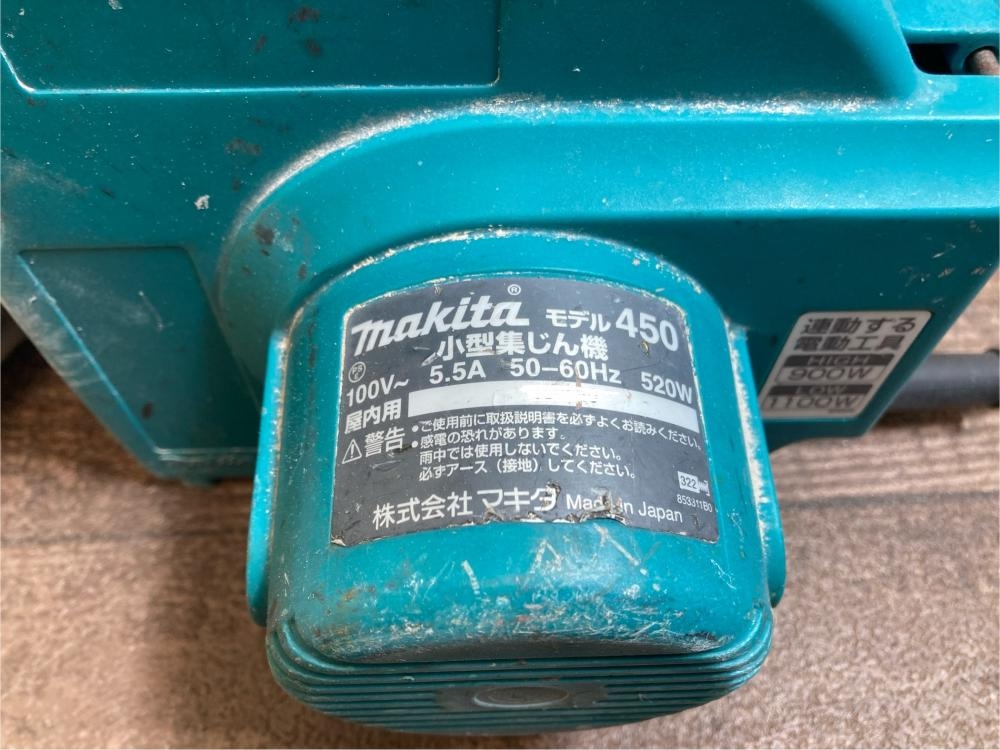 makita® モデル 450
小型集じん機
100V~ 5.5A 50-60Hz 520W
屋内用
⚠警告
・ご使用前に取扱説明書を必ずよくお読みください。
・感電の恐れがあります。
雨中では使用しないでください。
必ずアース(接地)してください。
322
853811B0
株式会社 マキタ Made in Japan
連動する
電動工具
HIGH
900W
LOW
1100W